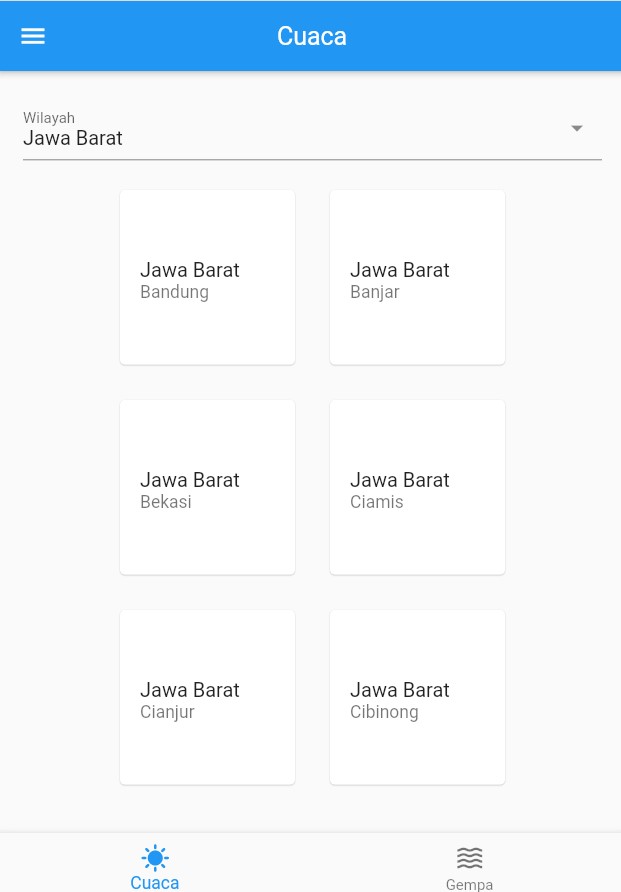 Cuaca
Wilayah
Jawa Barat
Jawa Barat
Bandung
Jawa Barat
Banjar
Jawa Barat
Bekasi
Jawa Barat
Ciamis
Jawa Barat
Cianjur
Jawa Barat
Cibinong
Cuaca
Gempa